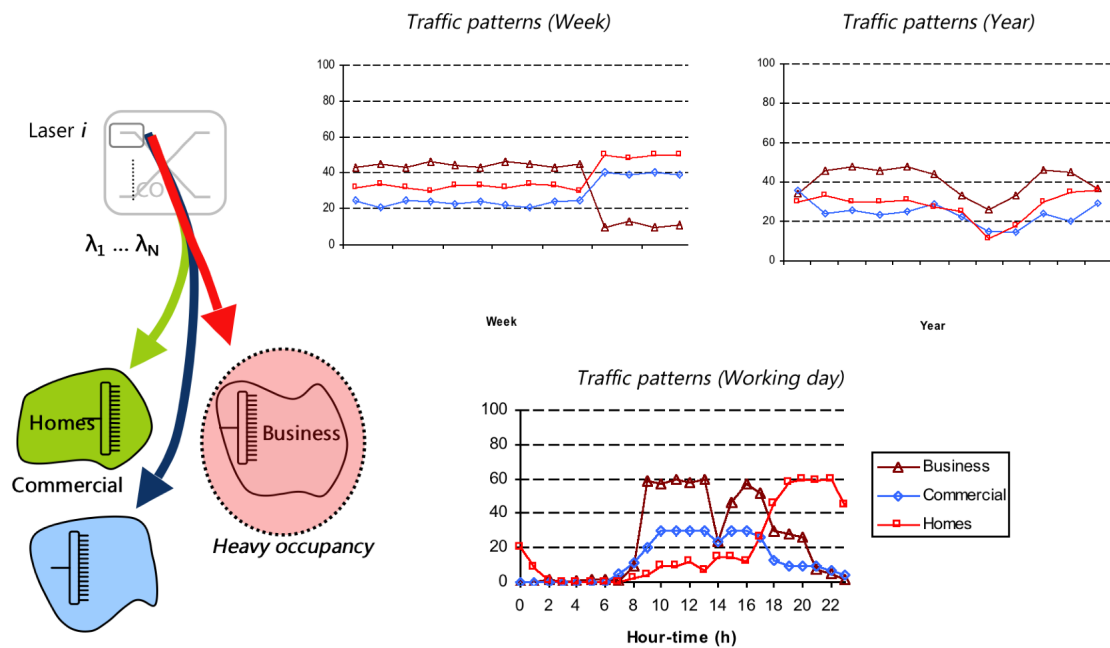 Traffic patterns (Week)
Traffic patterns (Year)
100
80
60
40
20
0
100
80
60
40
20
0
Laser i
CO
λ1 ... λN
Week
Year
Homes
Business
Commercial
Heavy occupancy
Traffic patterns (Working day)
100
80
60
40
20
0
0 2 4 6 8 10 12 14 16 18 20 22
Hour-time (h)
Business
Commercial
Homes